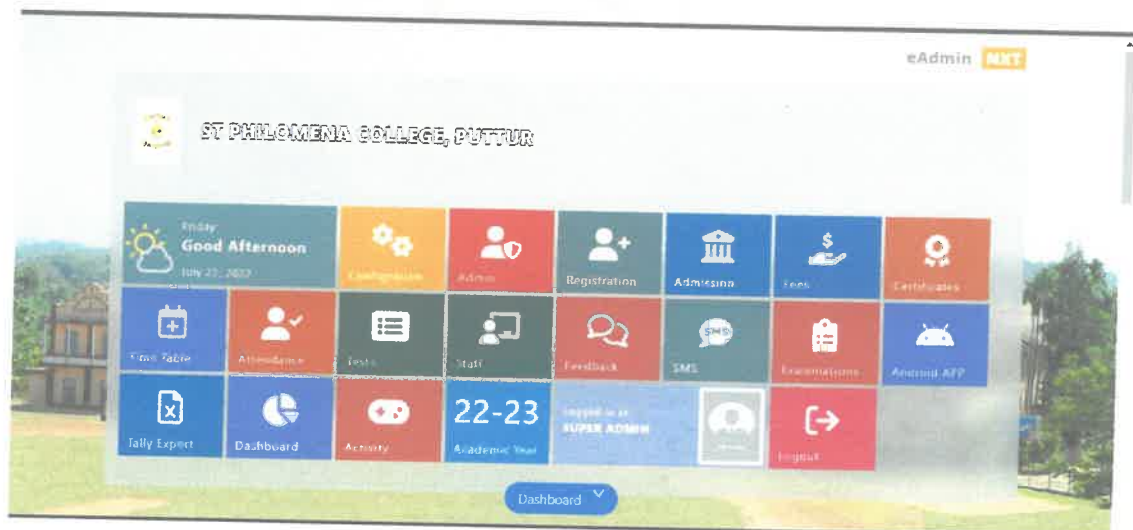 eAdmin NXT
ST PHILOMENA COLLEGE, PUTTUR
Friday
Good Afternoon
July 22, 2022
Configuration
Admin
Registration
Admission
Fees
Certificates
Time Table
Attendance
Tests
Staff
Feedback
SMS
SMS
Examinations
Android APP
Tally Export
Dashboard
Activity
22-23
Academic Year
Logged in as
SUPER ADMIN
Logout
Dashboard